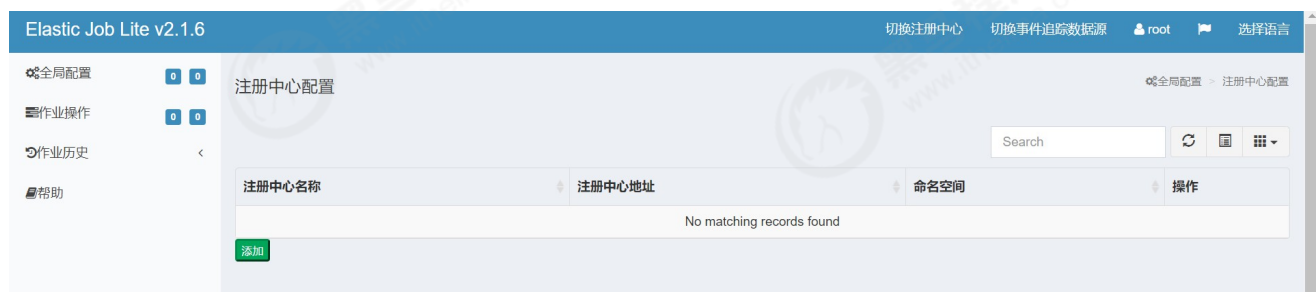 Elastic Job Lite v2.1.6
切换注册中心 切换事件追踪数据源 root 选择语言
全局配置 0 0
作业操作 0 0
作业历史
帮助
注册中心配置
全局配置 > 注册中心配置
Search
注册中心名称 注册中心地址 命名空间 操作
No matching records found
添加